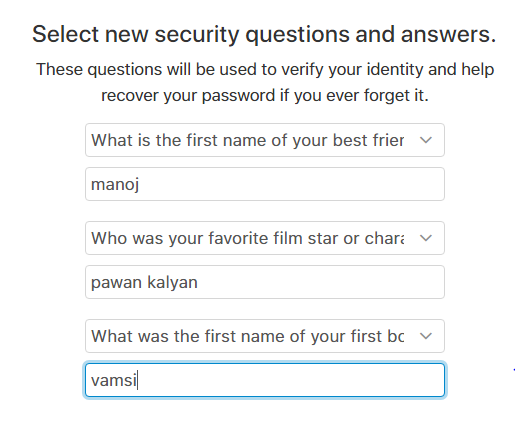 Select new security questions and answers.
These questions will be used to verify your identity and help
recover your password if you ever forget it.
What is the first name of your best frier
manoj
Who was your favorite film star or chara
pawan kalyan
What was the first name of your first bo
vamsi